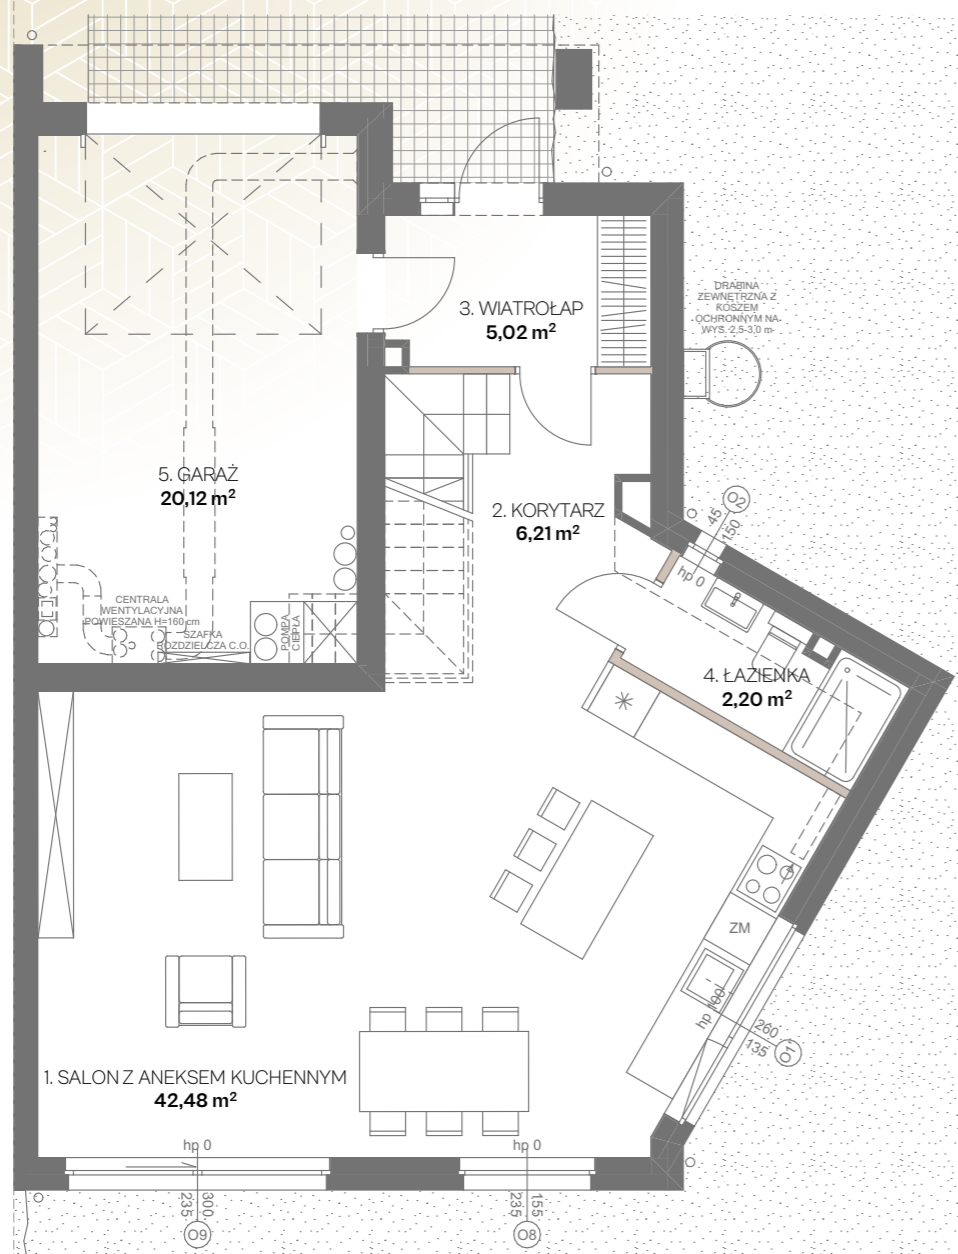 DRABINA
ZEWNĘTRZNA Z
KOSZEM
OCHRONNYM NA
WYS. 2,5-3,0 m
3. WIATROŁAP
5,02 m²
5. GARAŻ
20,12 m²
2. KORYTARZ
6,21 m²
O2
45
150
hp 0
CENTRALA
WENTYLACYJNA
POWIESZANA H=160 cm
SZAFKA
ROZDZIELCZA C.O.
POMPA
CIEPŁA
4. ŁAZIENKA
2,20 m²
ZM
hp 100
260
135
O1
1. SALON Z ANEKSEM KUCHENNYM
42,48 m²
hp 0
hp 0
300
235
O9
155
235
O8